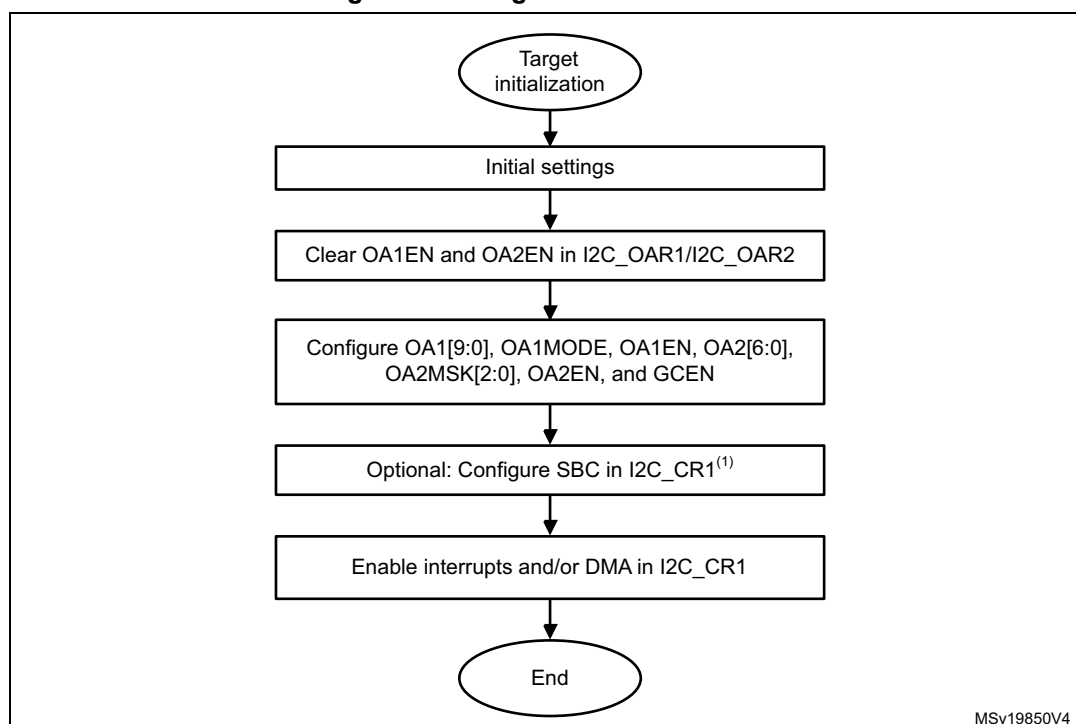 Target
initialization
Initial settings
Clear OA1EN and OA2EN in I2C_OAR1/I2C_OAR2
Configure OA1[9:0], OA1MODE, OA1EN, OA2[6:0],
OA2MSK[2:0], OA2EN, and GCEN
Optional: Configure SBC in I2C_CR1(1)
Enable interrupts and/or DMA in I2C_CR1
End
MSv19850V4